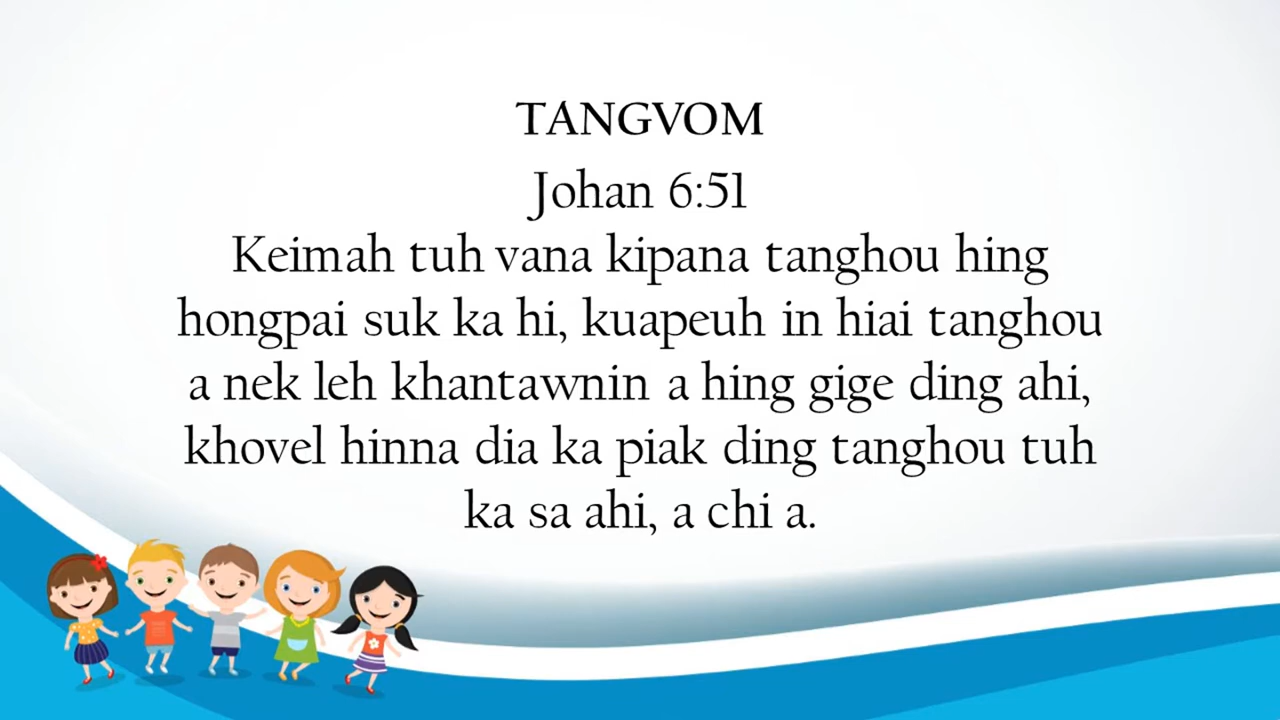 TANGVOM
Johan 6:51
Keimah tuh vana kipana tanghou hing
hongpai suk ka hi, kuapeuh in hiai tanghou
a nek leh khantawnin a hing gige ding ahi,
khovel hinna dia ka piak ding tanghou tuh
ka sa ahi, a chi a.